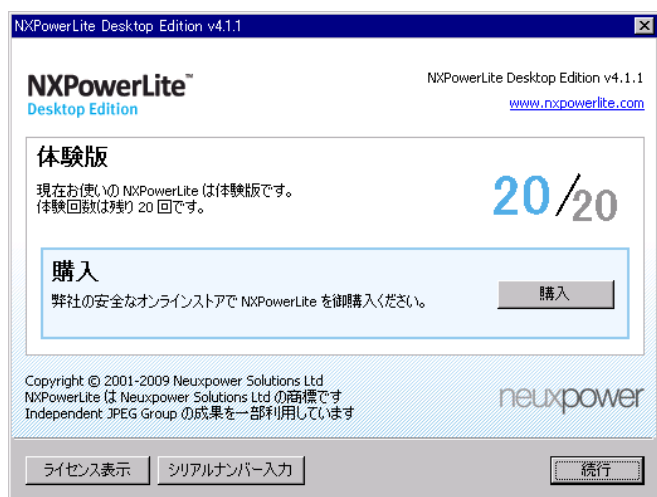 NXPowerLite Desktop Edition v4.1.1
NXPowerLite™
Desktop Edition
NXPowerLite Desktop Edition v4.1.1
www.nxpowerlite.com
体験版
現在お使いの NXPowerLite は体験版です。
体験回数は残り 20 回です。
20/20
購入
弊社の安全なオンラインストアで NXPowerLite を御購入ください。
購入
Copyright © 2001-2009 Neuxpower Solutions Ltd
NXPowerLite は Neuxpower Solutions Ltd の商標です
Independent JPEG Group の成果を一部利用しています
neuxpower
ライセンス表示
シリアルナンバー入力
続行